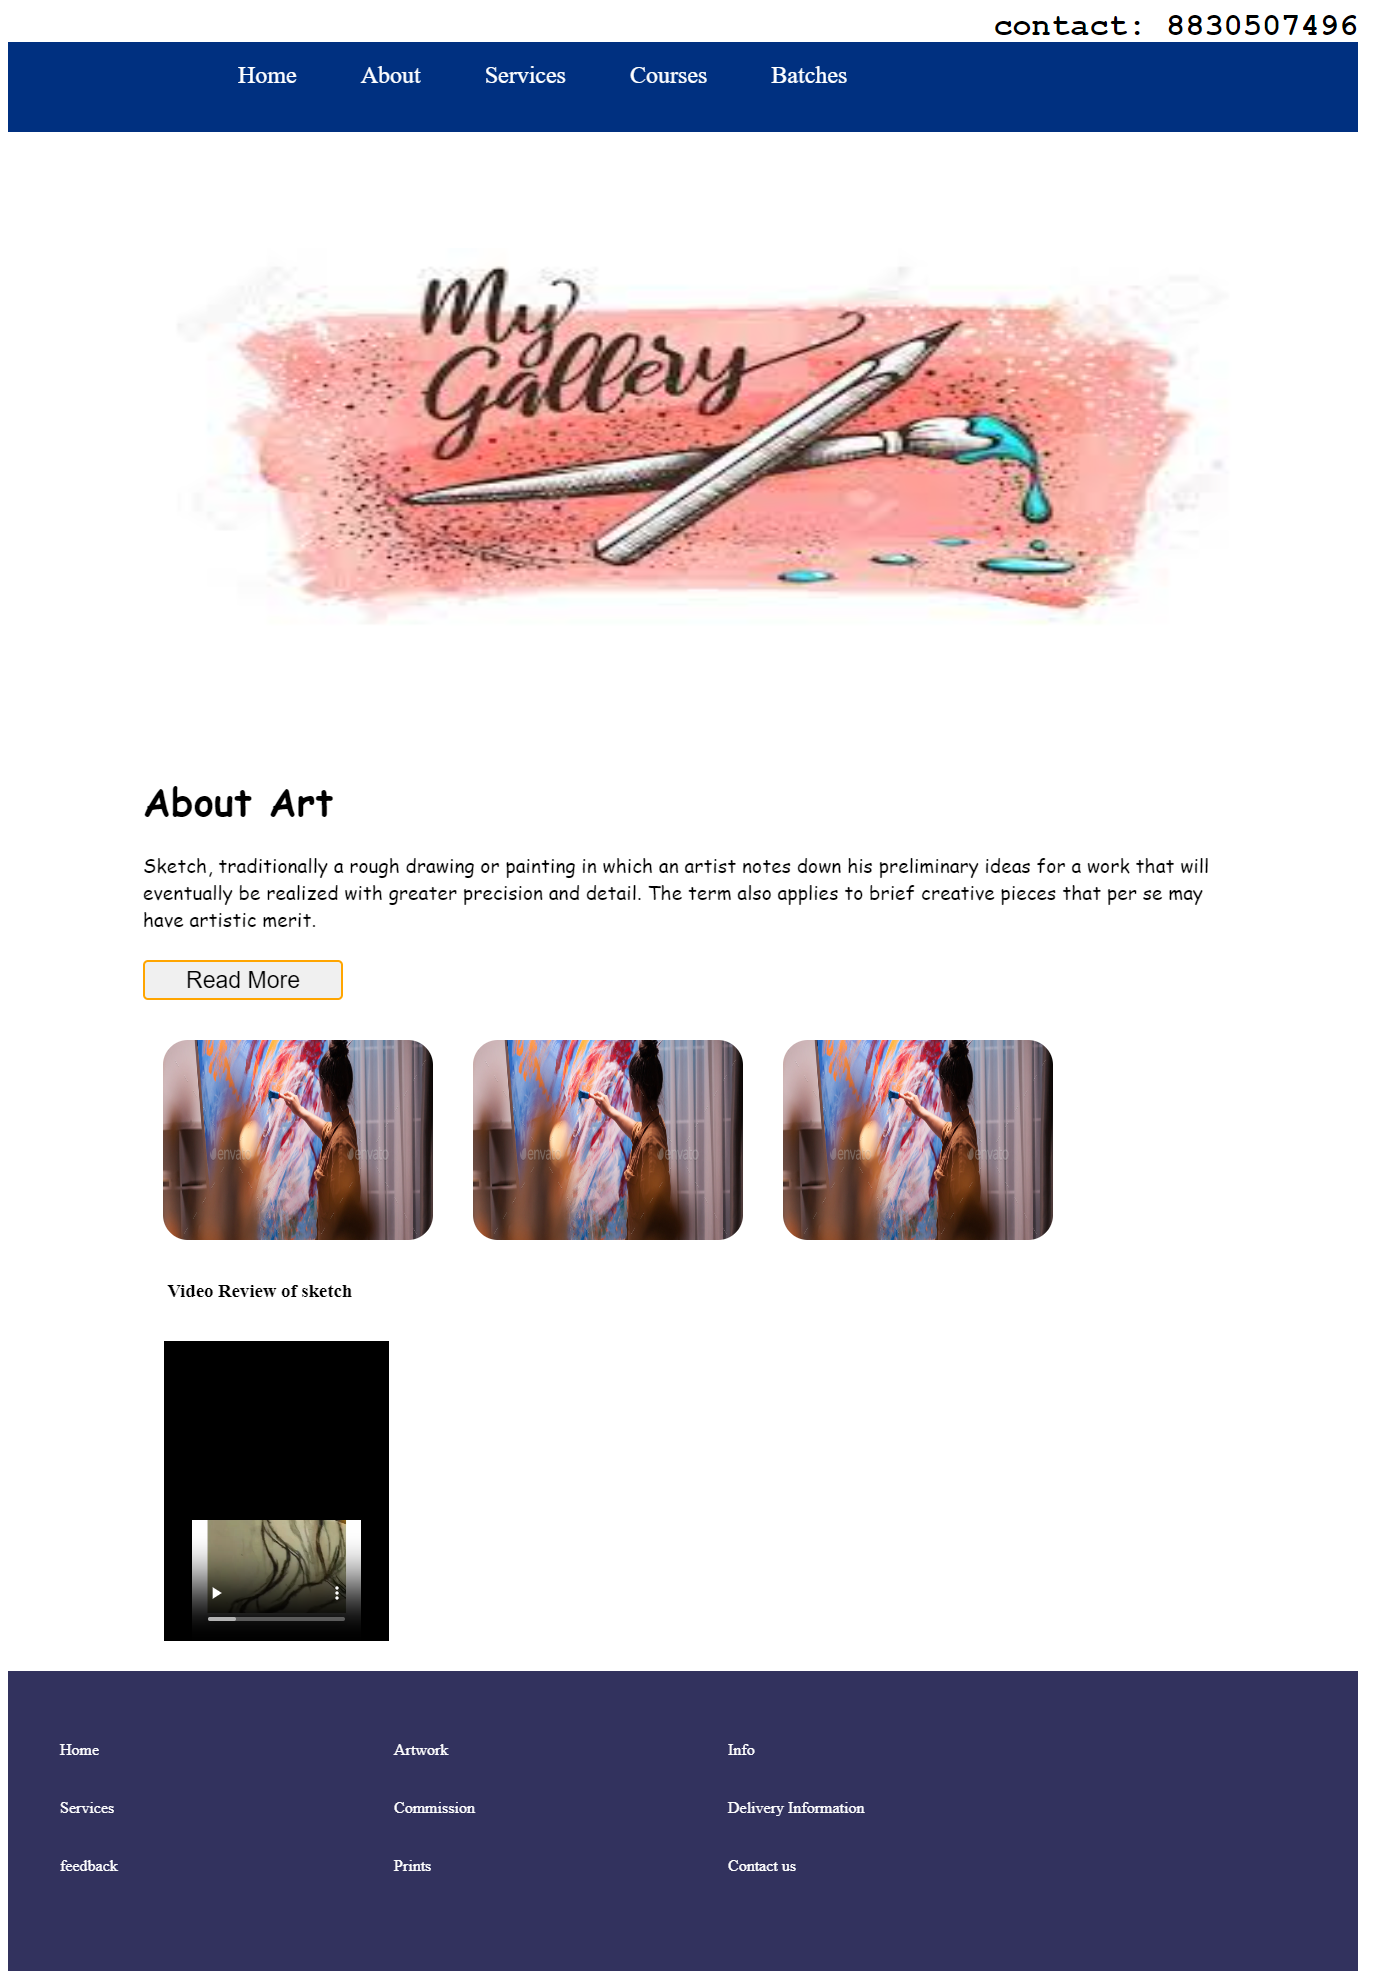 contact: 8830507496
Home About Services Courses Batches
My
Gallery
About Art
Sketch, traditionally a rough drawing or painting in which an artist notes down his preliminary ideas for a work that will
eventually be realized with greater precision and detail. The term also applies to brief creative pieces that per se may
have artistic merit.
Read More
envato envato envato envato envato envato
Video Review of sketch
Home Artwork Info
Services Commission Delivery Information
feedback Prints Contact us